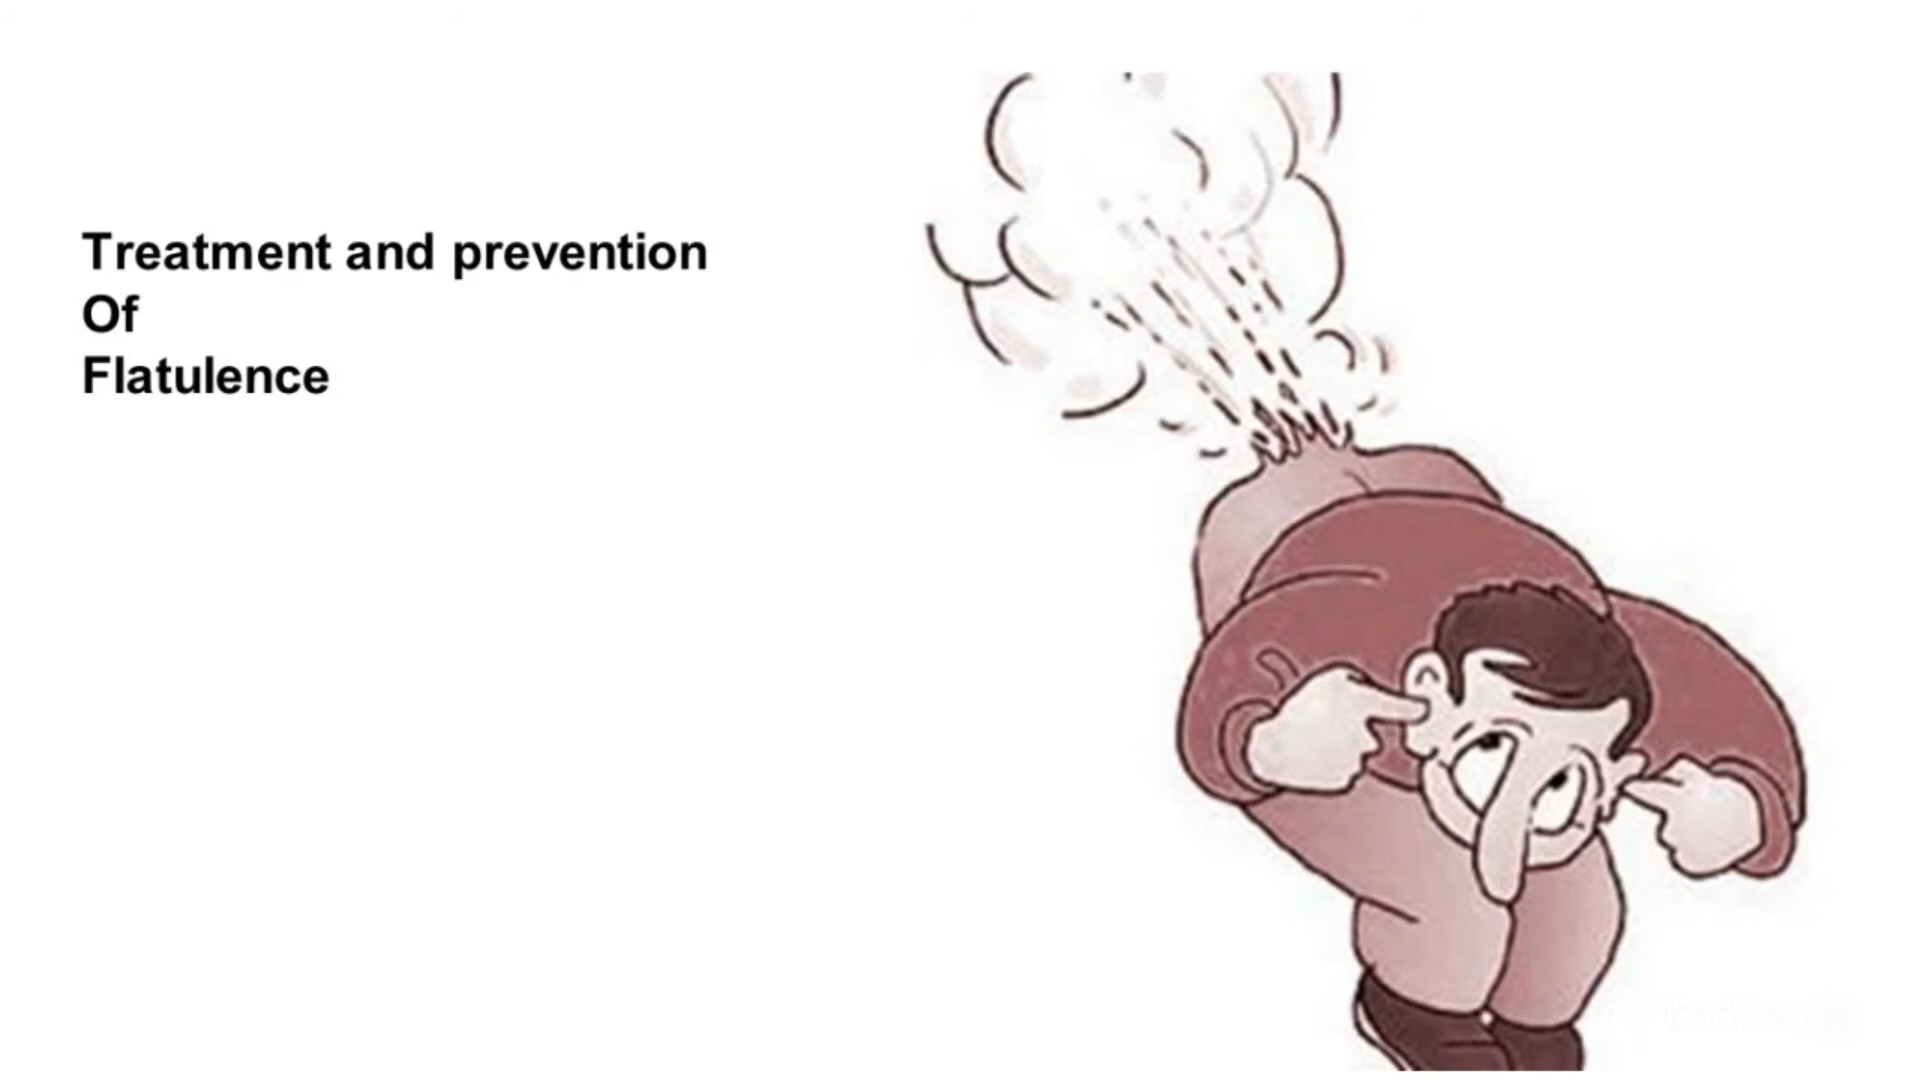 Treatment and prevention
Of
Flatulence